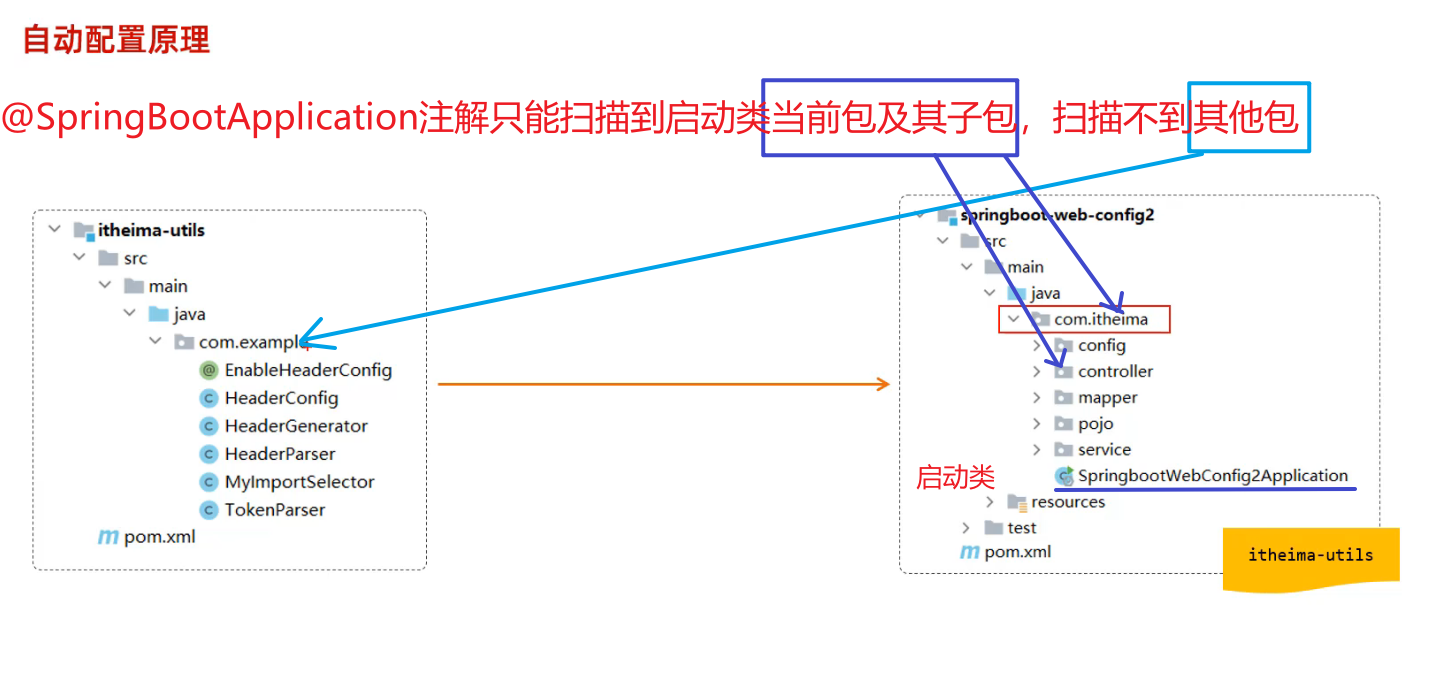 自动配置原理
@SpringBootApplication注解只能扫描到启动类当前包及其子包，扫描不到其他包
itheima-utils
src
main
java
com.example
EnableHeaderConfig
HeaderConfig
HeaderGenerator
HeaderParser
MyImportSelector
TokenParser
pom.xml
springboot-web-config2
src
main
java
com.itheima
config
controller
mapper
pojo
service
启动类
SpringbootWebConfig2Application
resources
test
pom.xml
itheima-utils